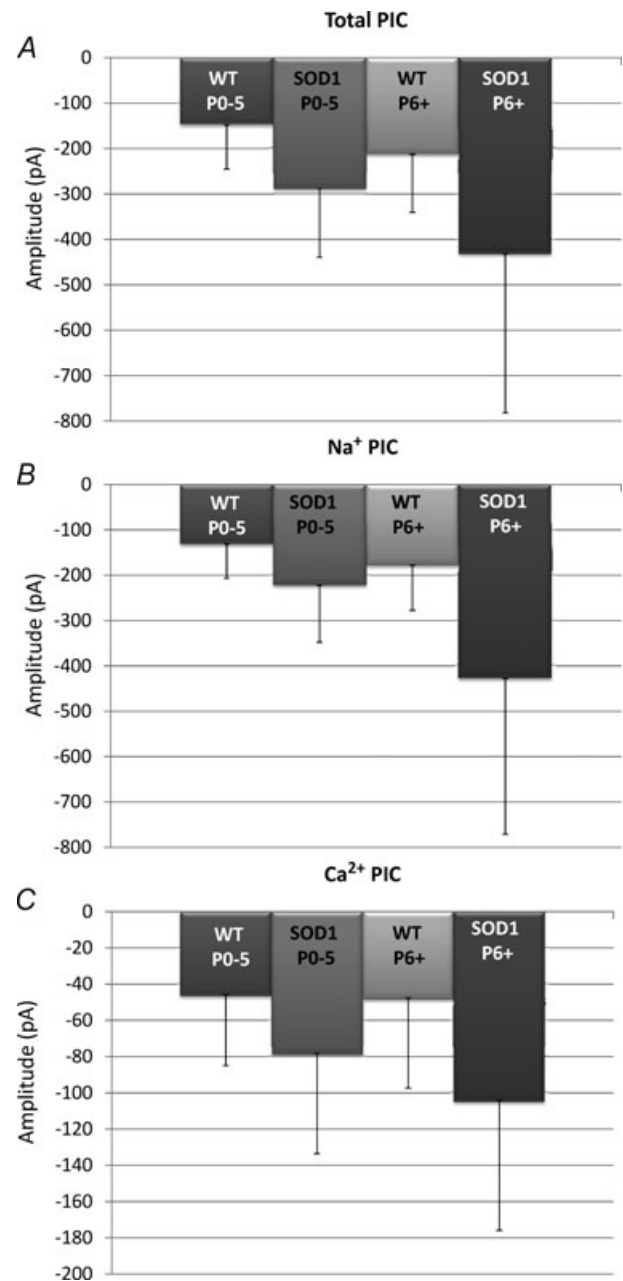 Total PIC
A
0
-100
-200
-300
-400
-500
-600
-700
-800
Amplitude (pA)
WT
P0-5
SOD1
P0-5
WT
P6+
SOD1
P6+
Na⁺ PIC
B
0
-100
-200
-300
-400
-500
-600
-700
-800
Amplitude (pA)
WT
P0-5
SOD1
P0-5
WT
P6+
SOD1
P6+
Ca²⁺ PIC
C
0
-20
-40
-60
-80
-100
-120
-140
-160
-180
-200
Amplitude (pA)
WT
P0-5
SOD1
P0-5
WT
P6+
SOD1
P6+